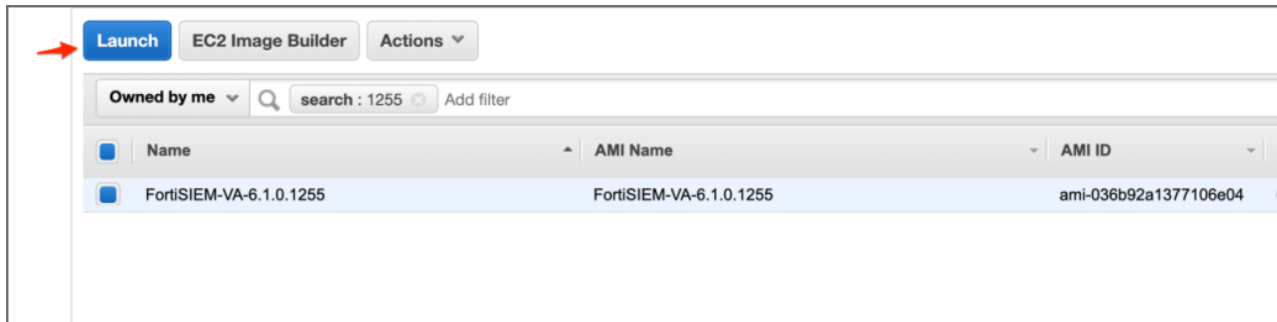 Launch EC2 Image Builder Actions
Owned by me search : 1255 Add filter
Name AMI Name AMI ID
FortiSIEM-VA-6.1.0.1255 FortiSIEM-VA-6.1.0.1255 ami-036b92a1377106e04